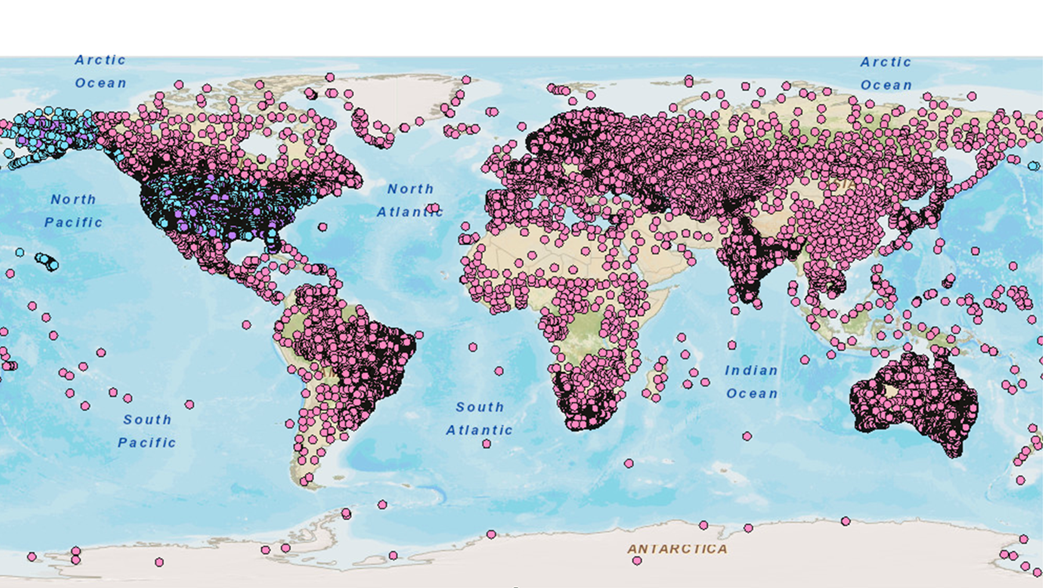 Arctic
Ocean
Arctic
Ocean
North
Pacific
North
Atlantic
Indian
Ocean
South
Pacific
South
Atlantic
ANTARCTICA